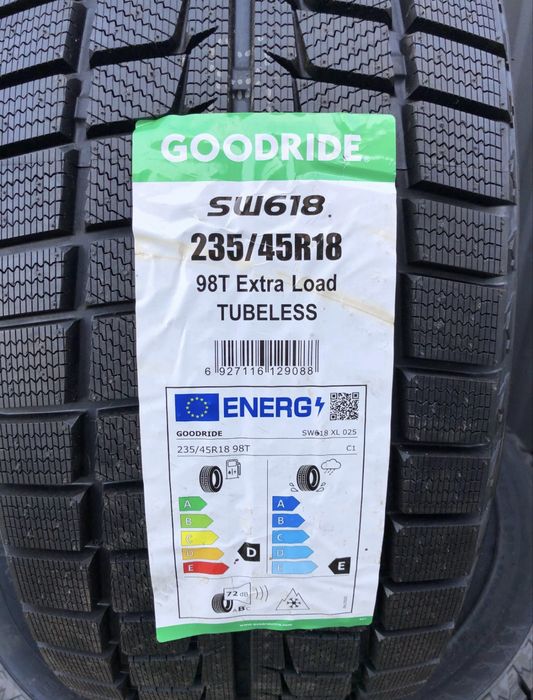 GOODRIDE
SW618
235/45R18
98T Extra Load
TUBELESS
6 927116 129088
ENERG
GOODRIDE SW618 XL 025
235/45R18 98T C1
A A
B B
C C
D D D
E E E
72 dB
ABC